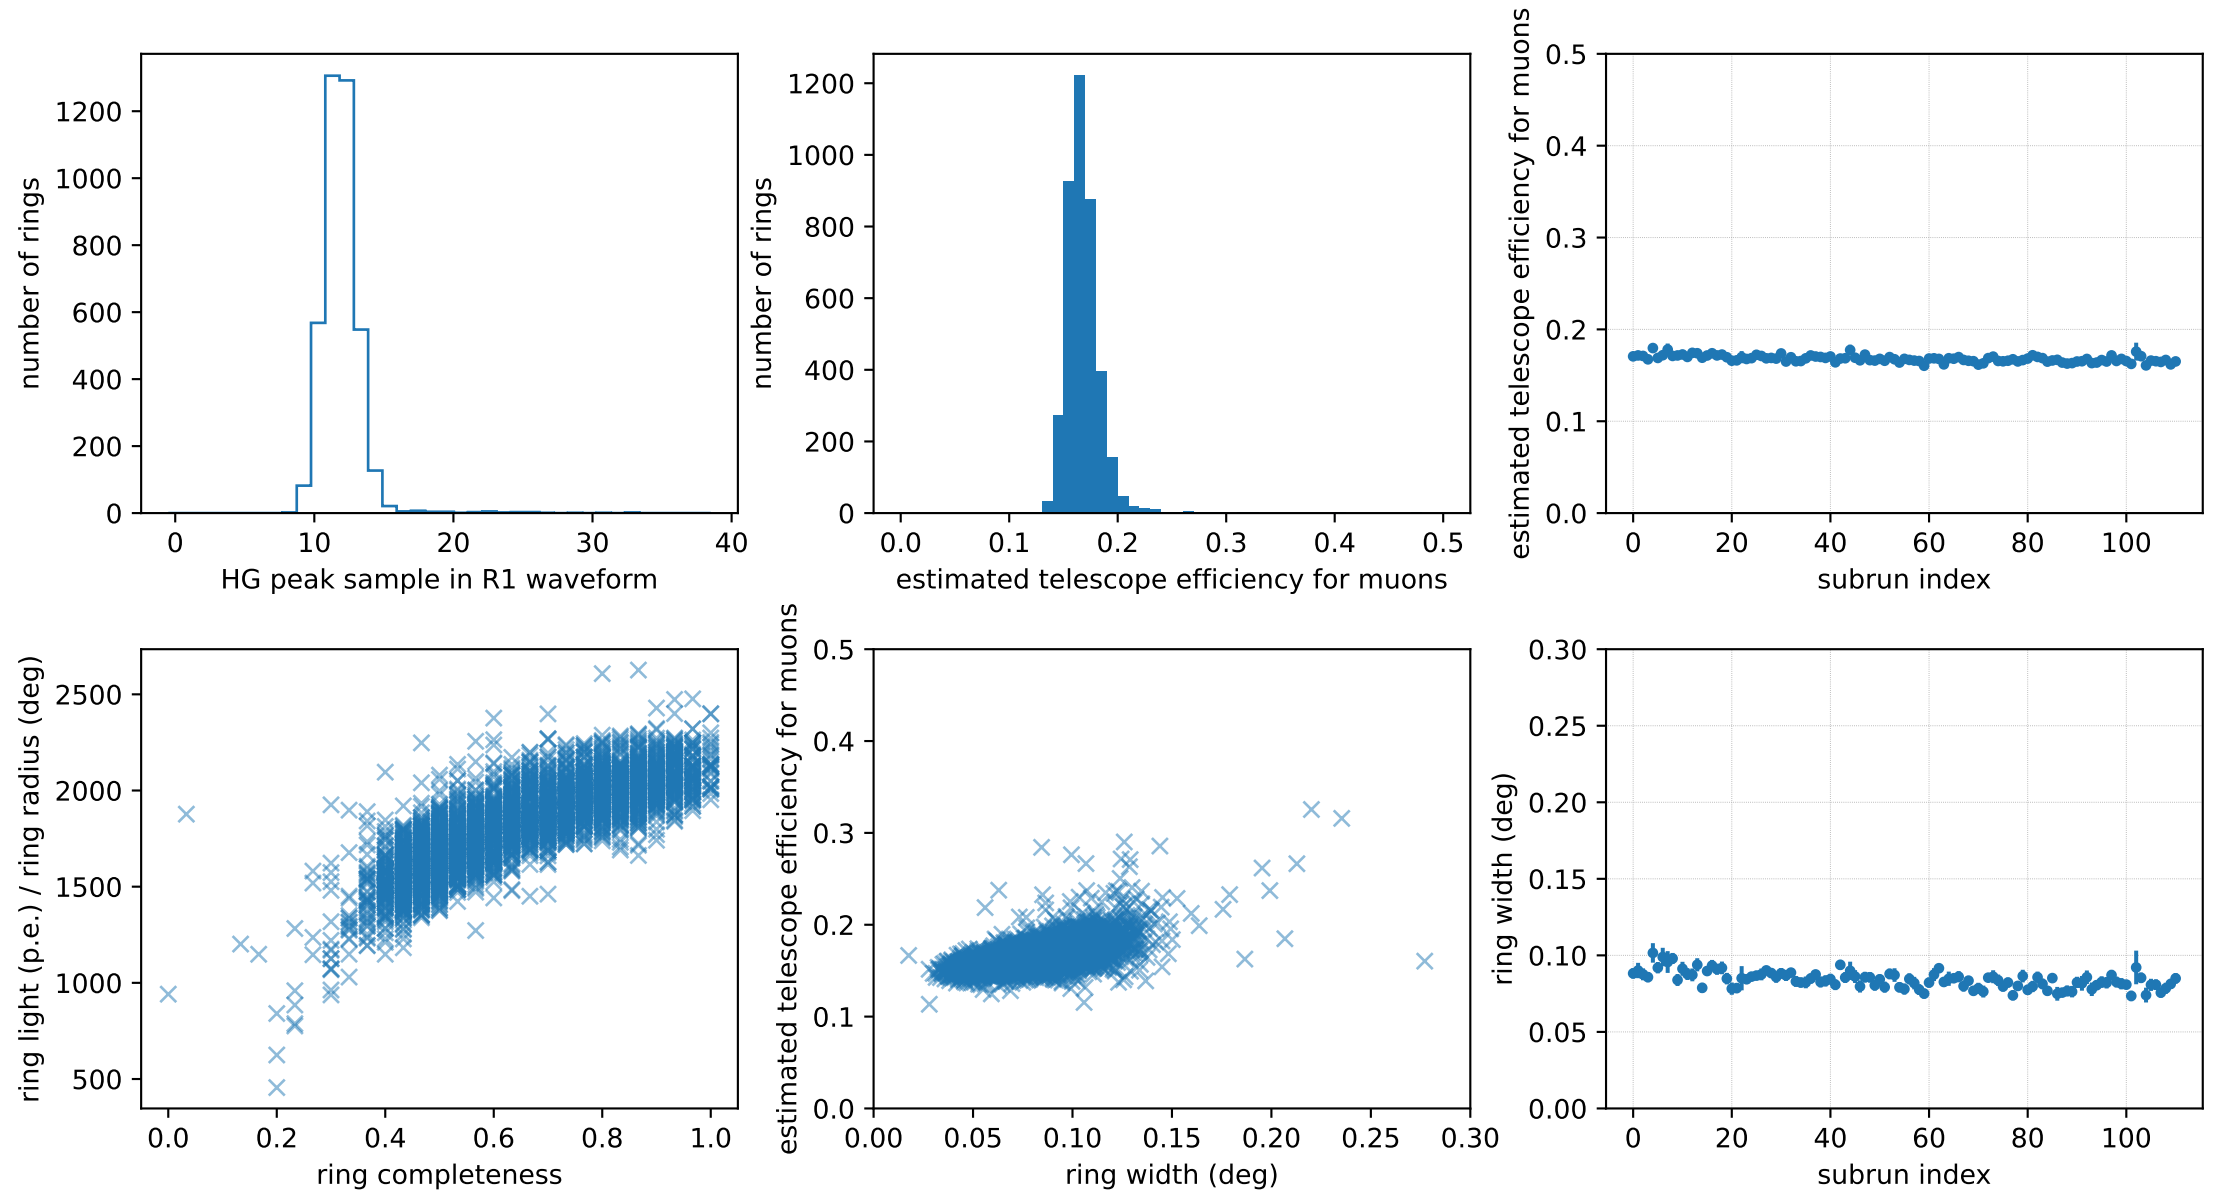 number of rings
1200
1000
800
600
400
200
0
0 10 20 30 40
HG peak sample in R1 waveform
number of rings
1200
1000
800
600
400
200
0
0.0 0.1 0.2 0.3 0.4 0.5
estimated telescope efficiency for muons
estimated telescope efficiency for muons
0.5
0.4
0.3
0.2
0.1
0.0
0 20 40 60 80 100
subrun index
ring light (p.e.) / ring radius (deg)
2500
2000
1500
1000
500
0.0 0.2 0.4 0.6 0.8 1.0
ring completeness
estimated telescope efficiency for muons
0.5
0.4
0.3
0.2
0.1
0.0
0.00 0.05 0.10 0.15 0.20 0.25 0.30
ring width (deg)
ring width (deg)
0.30
0.25
0.20
0.15
0.10
0.05
0.00
0 20 40 60 80 100
subrun index